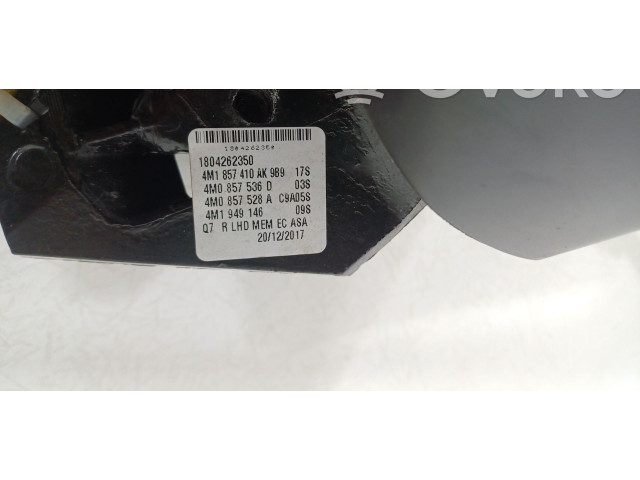 1804262350
1804262350
4M1 857 410 AK 9B9 17S
4M0 857 536 D 03S
4M0 857 528 A C9A05S
4M1 949 146 09S
Q7 R LHD MEM EC ASA
20/12/2017